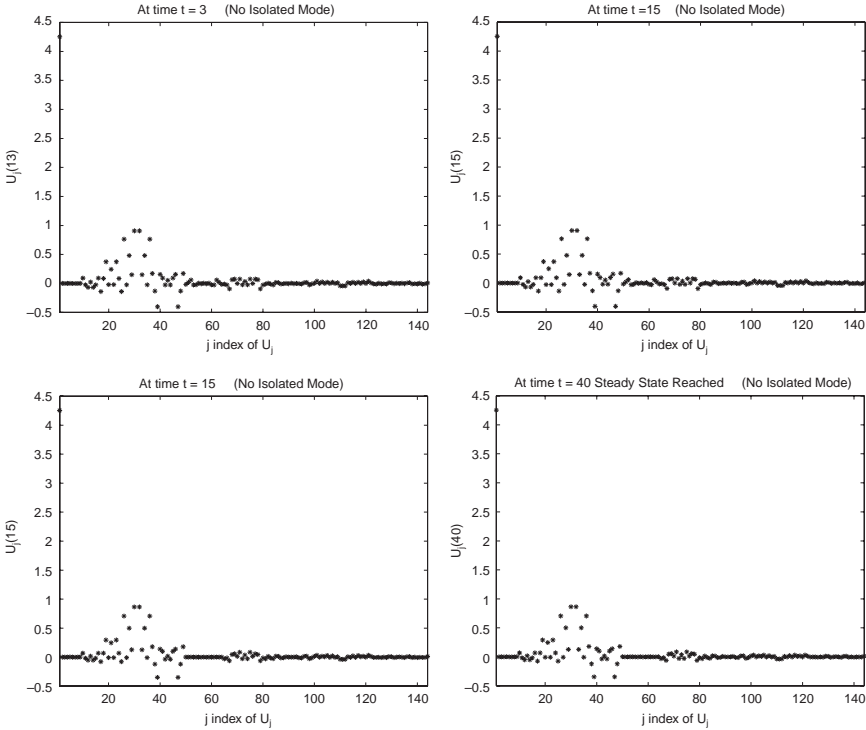 At time t = 3 (No Isolated Mode)
4.5
4
3.5
3
2.5
2
1.5
1
0.5
0
–0.5
U_j(13)
20 40 60 80 100 120 140
j index of U_j
At time t =15 (No Isolated Mode)
4.5
4
3.5
3
2.5
2
1.5
1
0.5
0
–0.5
U_j(15)
20 40 60 80 100 120 140
j index of U_j
At time t = 15 (No Isolated Mode)
4.5
4
3.5
3
2.5
2
1.5
1
0.5
0
–0.5
U_j(15)
20 40 60 80 100 120 140
j index of U_j
At time t = 40 Steady State Reached (No Isolated Mode)
4.5
4
3.5
3
2.5
2
1.5
1
0.5
0
–0.5
U_j(40)
20 40 60 80 100 120 140
j index of U_j